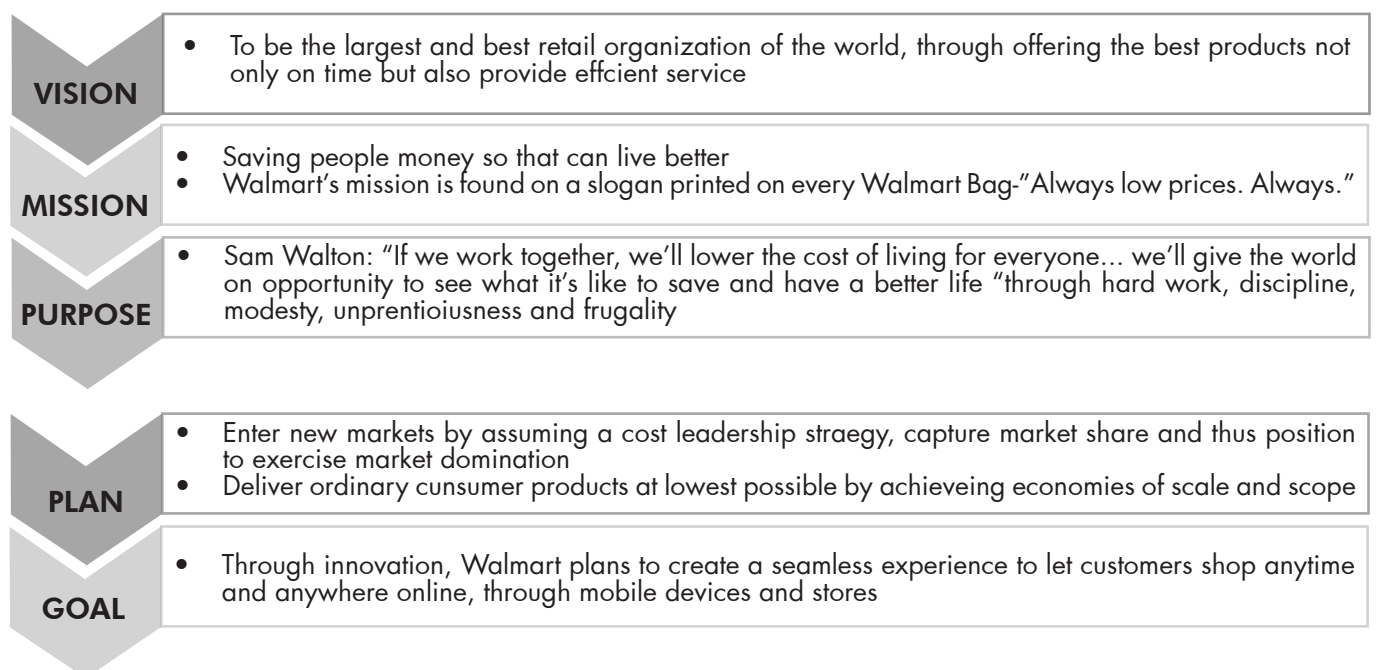 VISION
• To be the largest and best retail organization of the world, through offering the best products not
only on time but also provide effcient service
MISSION
• Saving people money so that can live better
• Walmart’s mission is found on a slogan printed on every Walmart Bag-”Always low prices. Always.”
PURPOSE
• Sam Walton: “If we work together, we’ll lower the cost of living for everyone... we’ll give the world
on opportunity to see what it’s like to save and have a better life “through hard work, discipline,
modesty, unprentioiusness and frugality
PLAN
• Enter new markets by assuming a cost leadership straegy, capture market share and thus position
to exercise market domination
• Deliver ordinary cunsumer products at lowest possible by achieveing economies of scale and scope
GOAL
• Through innovation, Walmart plans to create a seamless experience to let customers shop anytime
and anywhere online, through mobile devices and stores